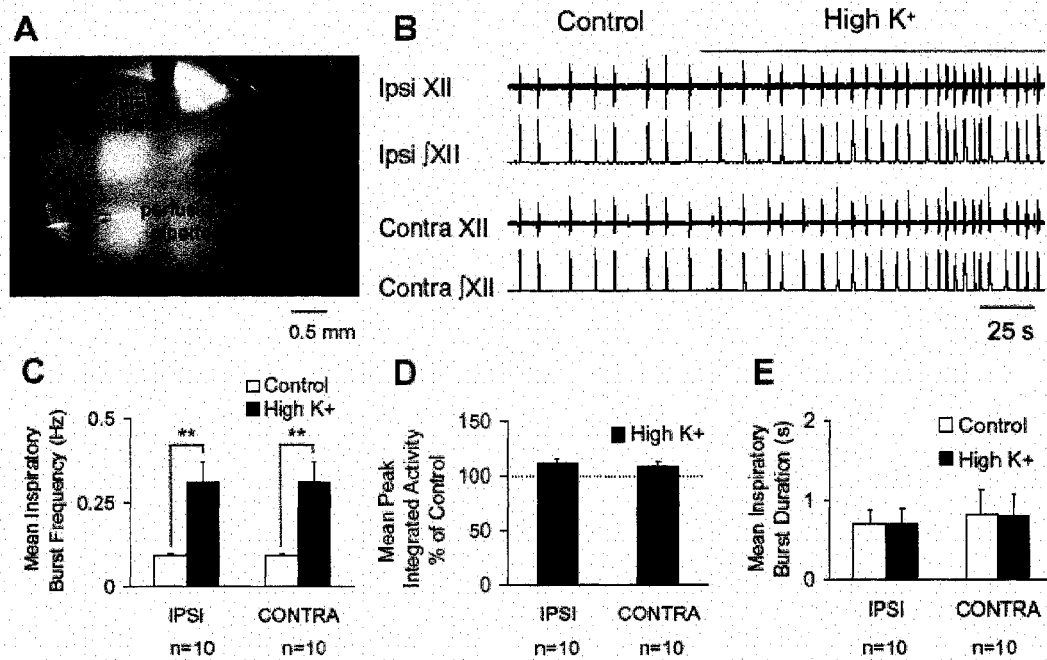 A
0.5 mm
B
Control
High K+
Ipsi XII
Ipsi ∫XII
Contra XII
Contra ∫XII
25 s
C
Control
High K+
Mean Inspiratory
Burst Frequency (Hz)
0.5
0.25
0
**
**
IPSI
CONTRA
n=10
n=10
D
High K+
Mean Peak
Integrated Activity
% of Control
150
100
50
0
IPSI
CONTRA
n=10
n=10
E
Control
High K+
Mean Inspiratory
Burst Duration (s)
2
1
0
IPSI
CONTRA
n=10
n=10